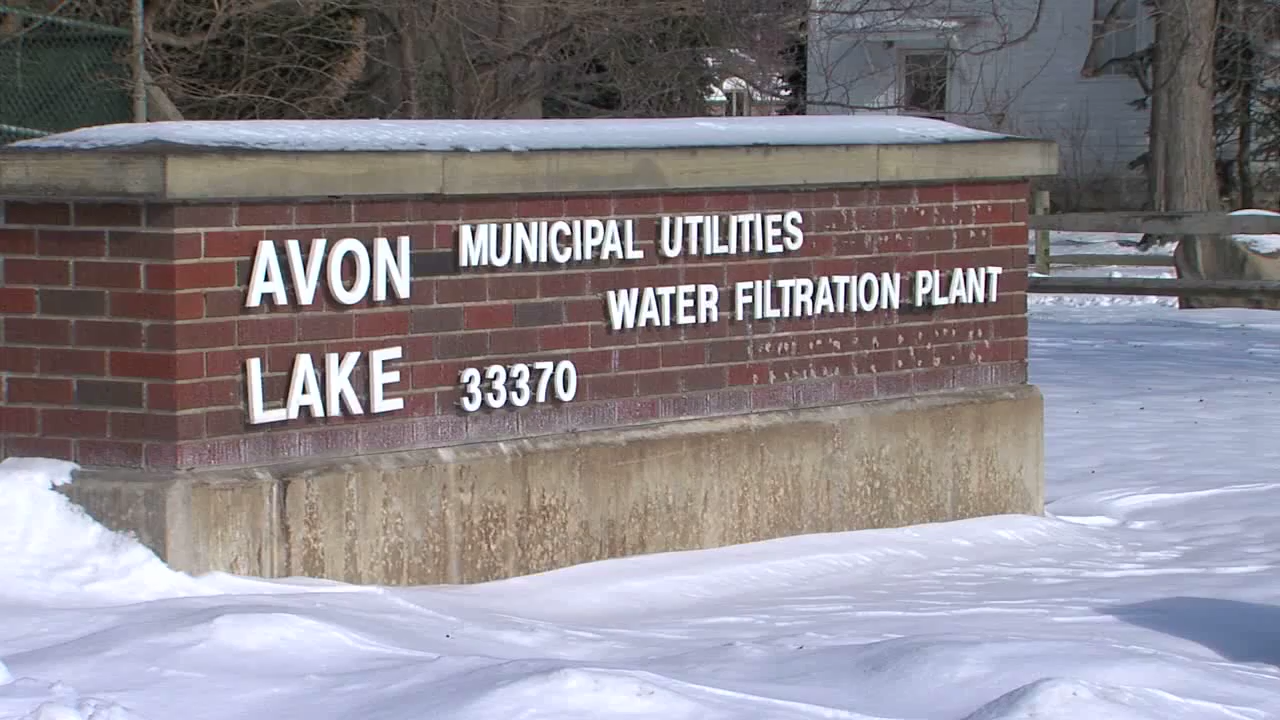 AVON
LAKE
MUNICIPAL UTILITIES
WATER FILTRATION PLANT
33370